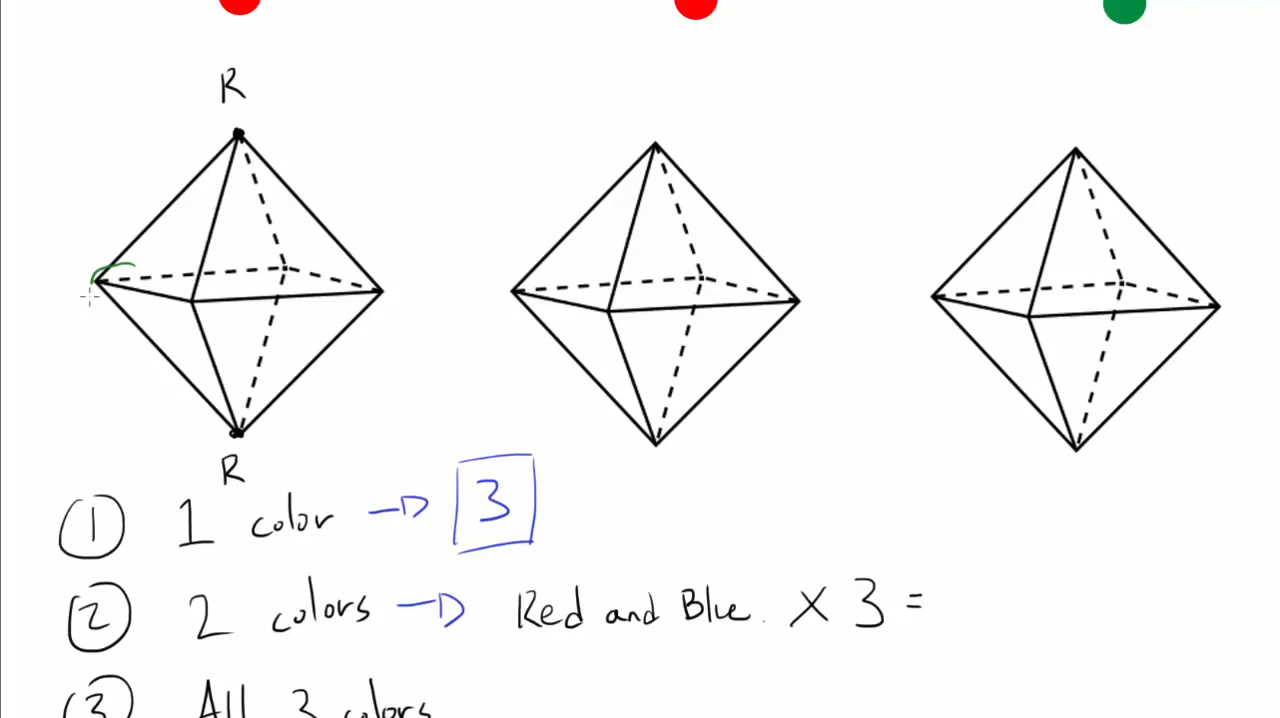 R
R
1 1 color → 3
2 2 colors → Red and Blue. X 3 =
3 All 3 colors